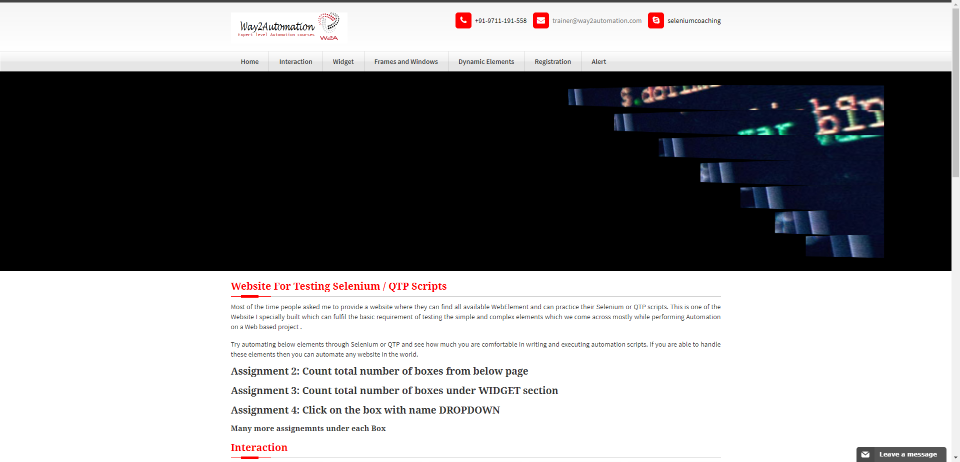 Way2Automation
Expert level Automation courses
W2A
+91-9711-191-558
trainer@way2automation.com
seleniumcoaching
Home
Interaction
Widget
Frames and Windows
Dynamic Elements
Registration
Alert
var
Website For Testing Selenium / QTP Scripts
Most of the time people asked me to provide a website where they can find all available WebElement and can practice their Selenium or QTP scripts. This is one of the
Website I specially built which can fulfil the basic requirement of testing the simple and complex elements which we come across mostly while performing Automation
on a Web based project .
Try automating below elements through Selenium or QTP and see how much you are comfortable in writing and executing automation scripts. If you are able to handle
these elements then you can automate any website in the world.
Assignment 2: Count total number of boxes from below page
Assignment 3: Count total number of boxes under WIDGET section
Assignment 4: Click on the box with name DROPDOWN
Many more assignemnts under each Box
Interaction
Leave a message